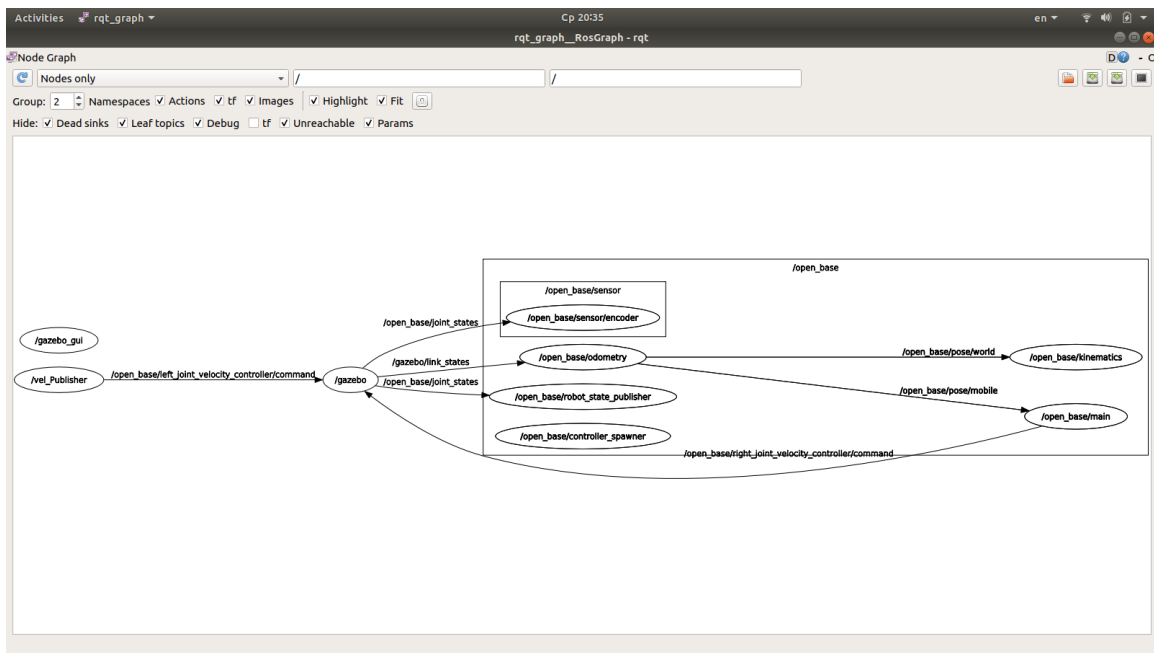 Activities rqt_graph Ср 20:35 en
rqt_graph__RosGraph - rqt
Node Graph D - C
Nodes only / /
Group: 2 Namespaces Actions tf Images Highlight Fit
Hide: Dead sinks Leaf topics Debug tf Unreachable Params
/open_base
/open_base/sensor
/open_base/sensor/encoder
/open_base/joint_states
/gazebo_gui
/gazebo/link_states
/open_base/odometry
/open_base/pose/world
/open_base/kinematics
/vel_Publisher
/open_base/left_joint_velocity_controller/command
/gazebo
/open_base/joint_states
/open_base/pose/mobile
/open_base/robot_state_publisher
/open_base/main
/open_base/controller_spawner
/open_base/right_joint_velocity_controller/command